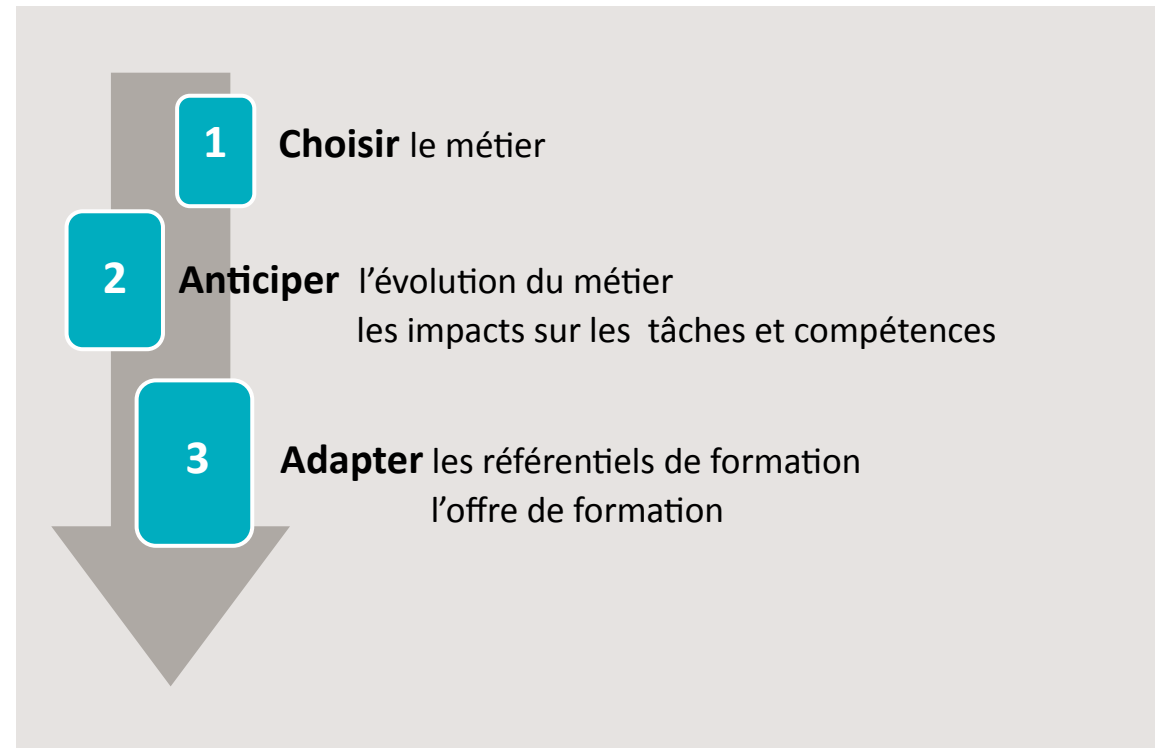 1 Choisir le métier
2 Anticiper l’évolution du métier
les impacts sur les tâches et compétences
3 Adapter les référentiels de formation
l’offre de formation